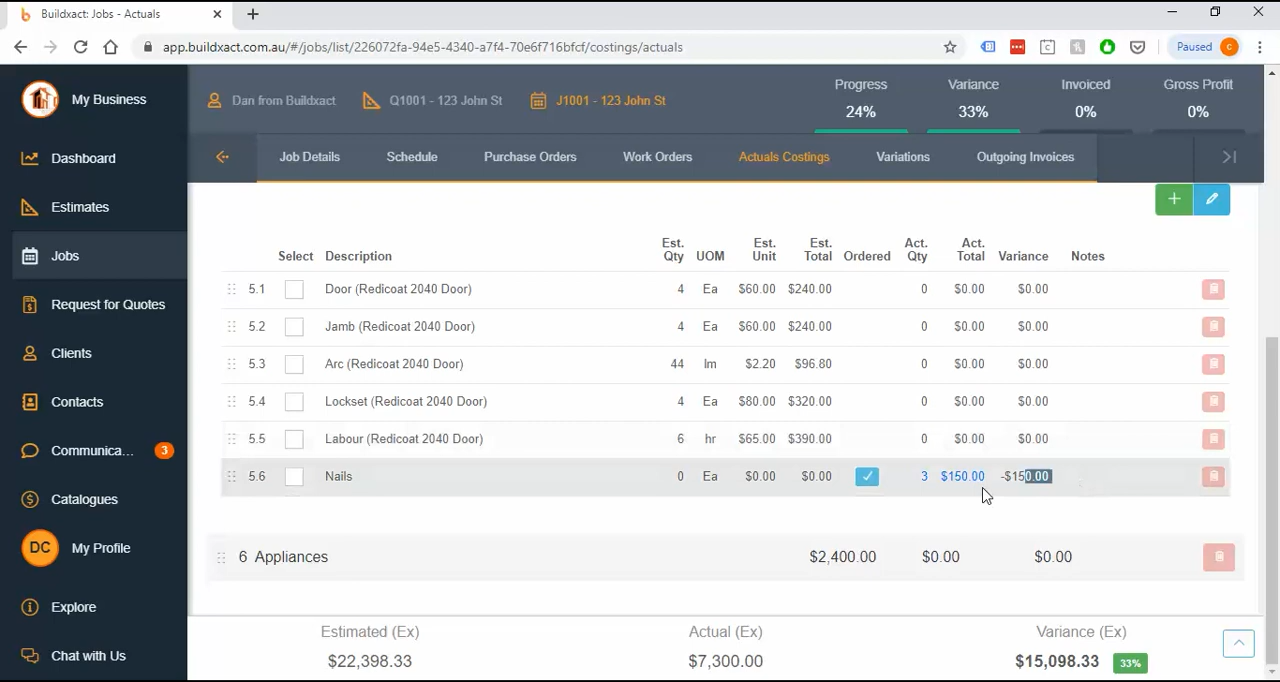 Buildxact: Jobs - Actuals
app.buildxact.com.au/#/jobs/list/226072fa-94e5-4340-a7f4-70e6f716bfcf/costings/actuals
Paused C
My Business
Dashboard
Estimates
Jobs
Request for Quotes
Clients
Contacts
Communica... 3
Catalogues
DC My Profile
Explore
Chat with Us
Dan from Buildxact Q1001 - 123 John St J1001 - 123 John St
Progress Variance Invoiced Gross Profit
24% 33% 0% 0%
Job Details Schedule Purchase Orders Work Orders Actuals Costings Variations Outgoing Invoices
Select Description Est. Qty UOM Est. Unit Est. Total Ordered Act. Qty Act. Total Variance Notes
5.1 Door (Redicoat 2040 Door) 4 Ea $60.00 $240.00 0 $0.00 $0.00
5.2 Jamb (Redicoat 2040 Door) 4 Ea $60.00 $240.00 0 $0.00 $0.00
5.3 Arc (Redicoat 2040 Door) 44 lm $2.20 $96.80 0 $0.00 $0.00
5.4 Lockset (Redicoat 2040 Door) 4 Ea $80.00 $320.00 0 $0.00 $0.00
5.5 Labour (Redicoat 2040 Door) 6 hr $65.00 $390.00 0 $0.00 $0.00
5.6 Nails 0 Ea $0.00 $0.00 3 $150.00 -$150.00
6 Appliances $2,400.00 $0.00 $0.00
Estimated (Ex) Actual (Ex) Variance (Ex)
$22,398.33 $7,300.00 $15,098.33 33%